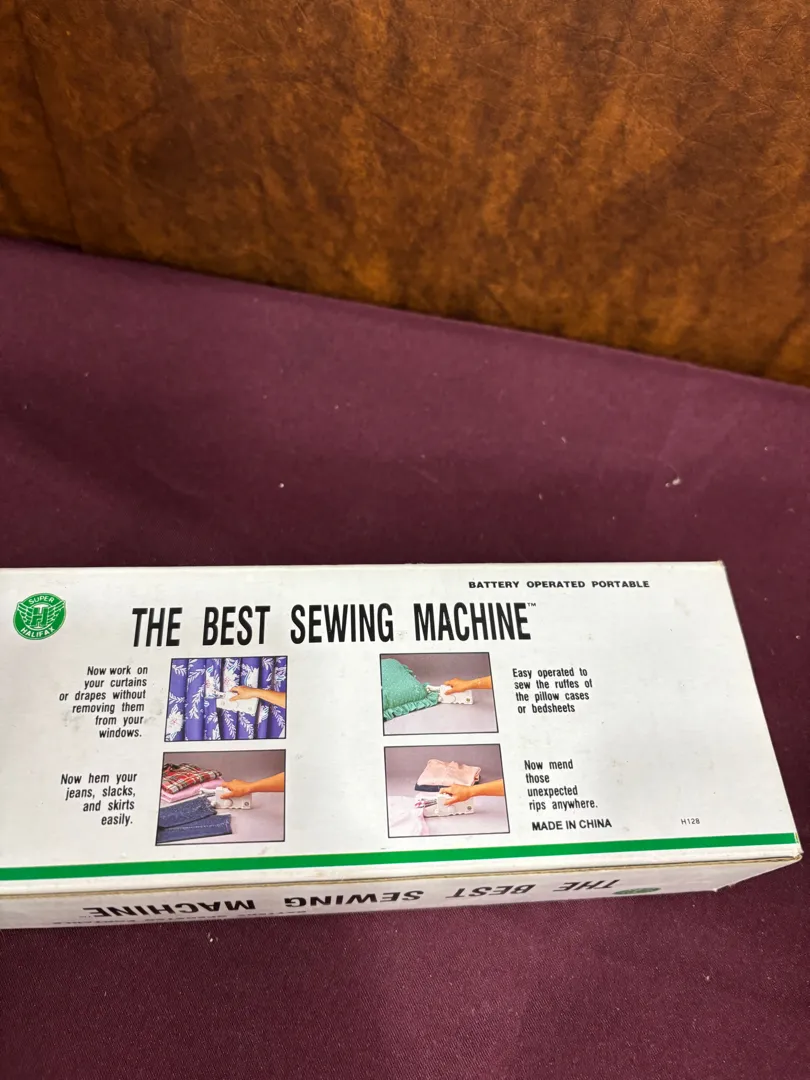 BATTERY OPERATED PORTABLE
SUPER
H
HALIFAX
THE BEST SEWING MACHINE™
Now work on
your curtains
or drapes without
removing them
from your
windows.
Easy operated to
sew the ruffles of
the pillow cases
or bedsheets
Now hem your
jeans, slacks,
and skirts
easily.
Now mend
those
unexpected
rips anywhere.
MADE IN CHINA
H128
THE BEST SEWING MACHINE